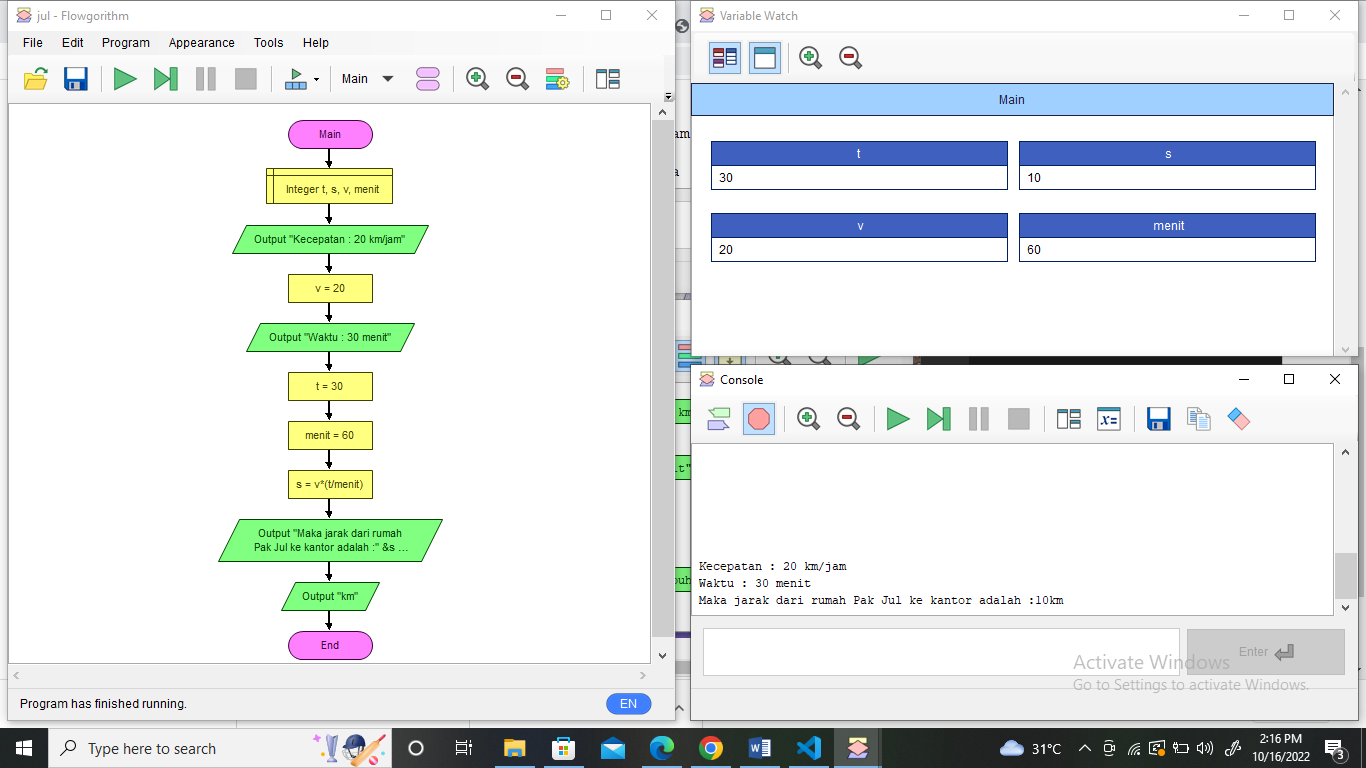 jul - Flowgorithm
File Edit Program Appearance Tools Help
Main
Main
Integer t, s, v, menit
Output "Kecepatan : 20 km/jam"
v = 20
Output "Waktu : 30 menit"
t = 30
menit = 60
s = v*(t/menit)
Output "Maka jarak dari rumah
Pak Jul ke kantor adalah :" &s ...
Output "km"
End
Program has finished running.
EN
Variable Watch
Main
t
30
s
10
v
20
menit
60
am
a
km
it"
puh
Console
x=
Kecepatan : 20 km/jam
Waktu : 30 menit
Maka jarak dari rumah Pak Jul ke kantor adalah :10km
Enter
Activate Windows
Go to Settings to activate Windows.
Type here to search
31°C
2:16 PM
10/16/2022
3